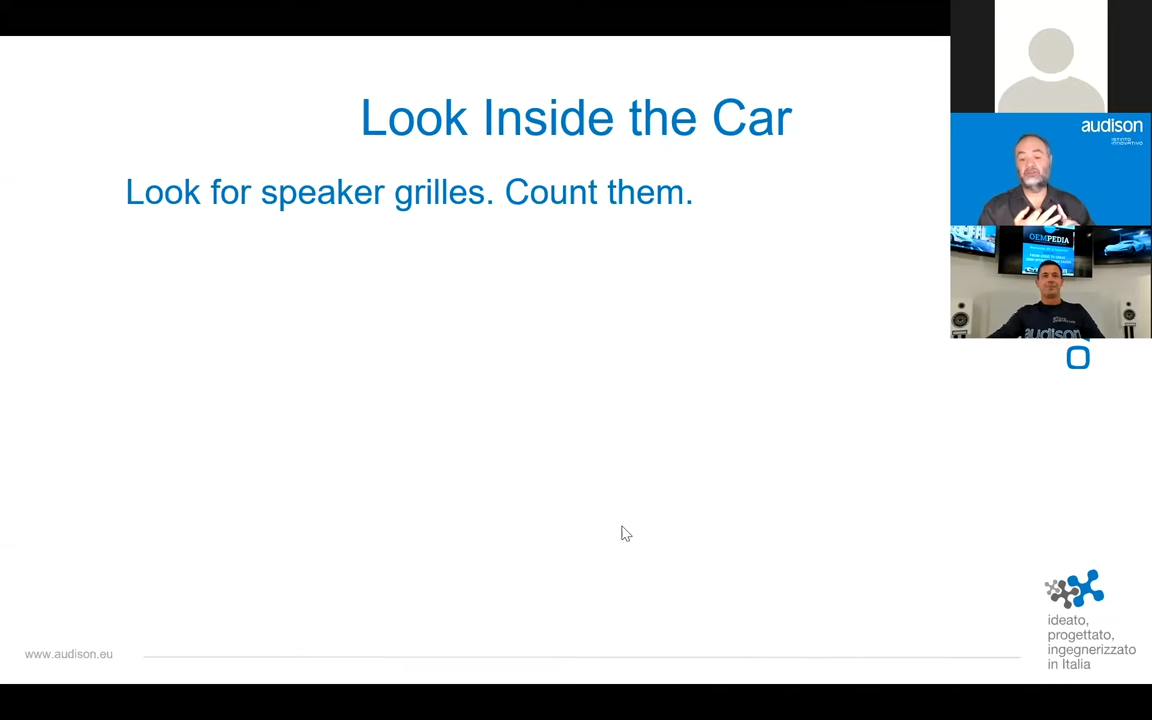 Look Inside the Car
Look for speaker grilles. Count them.
audison
OEMPEDIA
audison
www.audison.eu
ideato,
progettato,
ingegnerizzato
in Italia